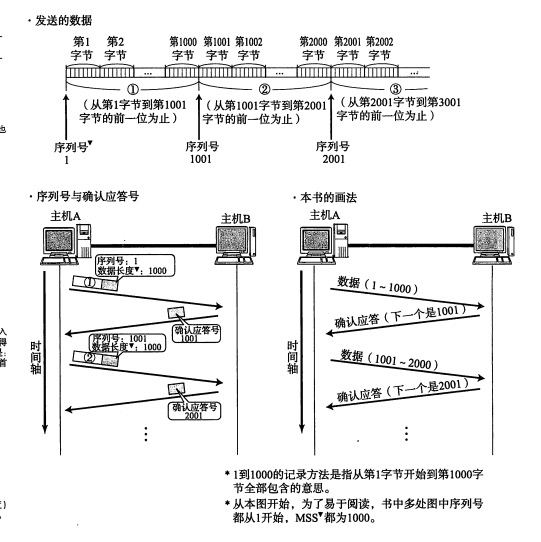 ·发送的数据
第1 第2 第1000 第1001 第1002 第2000 第2001 第2002
字节 字节 字节 字节 字节 字节 字节 字节
... ... ...
① ② ③
（从第1字节到第1001 （从第1001字节到第2001 （从第2001字节到第3001
字节的前一位为止） 字节的前一位为止） 字节的前一位为止）
序列号▼ 序列号 序列号
1 1001 2001
也
·序列号与确认应答号
主机A 主机B
序列号：1
数据长度▼：1000
①
确认应答号
1001
序列号：1001
数据长度▼：1000
②
确认应答号
2001
时间轴
·本书的画法
主机A 主机B
数据（1~1000）
确认应答（下一个是1001）
数据（1001~2000）
确认应答（下一个是2001）
时间轴
入
得
首
* 1到1000的记录方法是指从第1字节开始到第1000字
节全部包含的意思。
* 从本图开始，为了易于阅读，书中多处图中序列号
都从1开始，MSS▼都为1000。